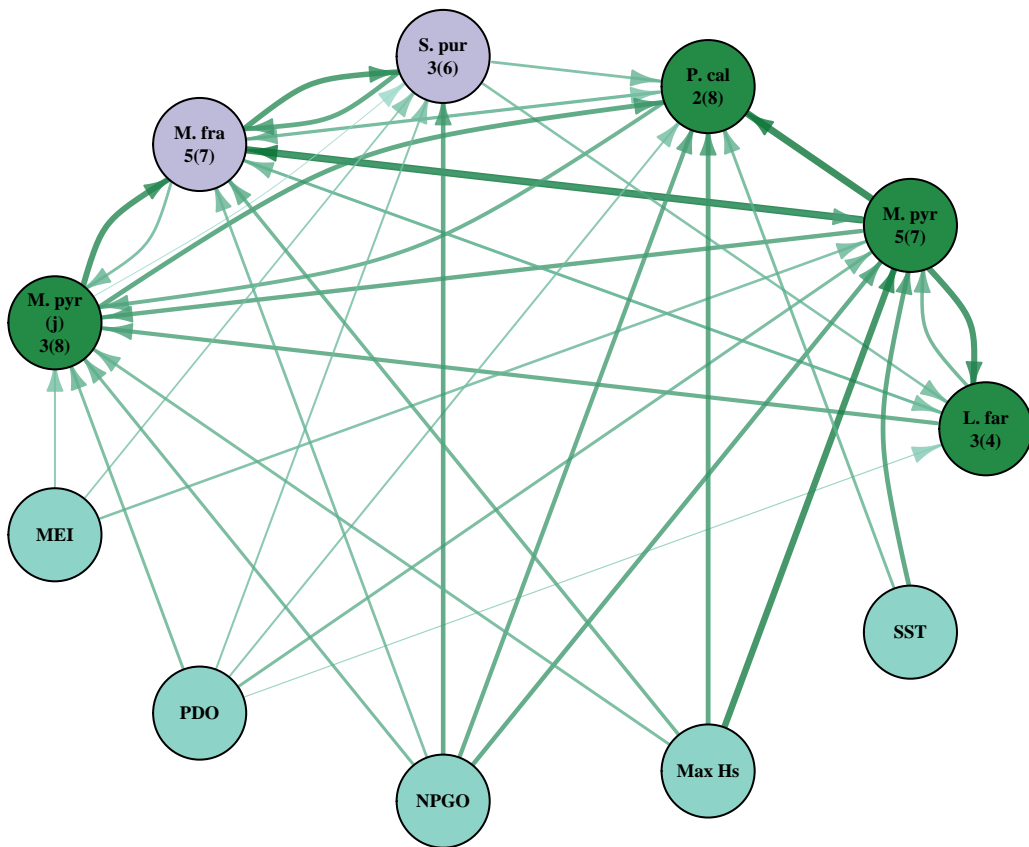 S. pur
3(6)
P. cal
2(8)
M. fra
5(7)
M. pyr
5(7)
M. pyr
(j)
3(8)
L. far
3(4)
MEI
SST
PDO
Max Hs
NPGO